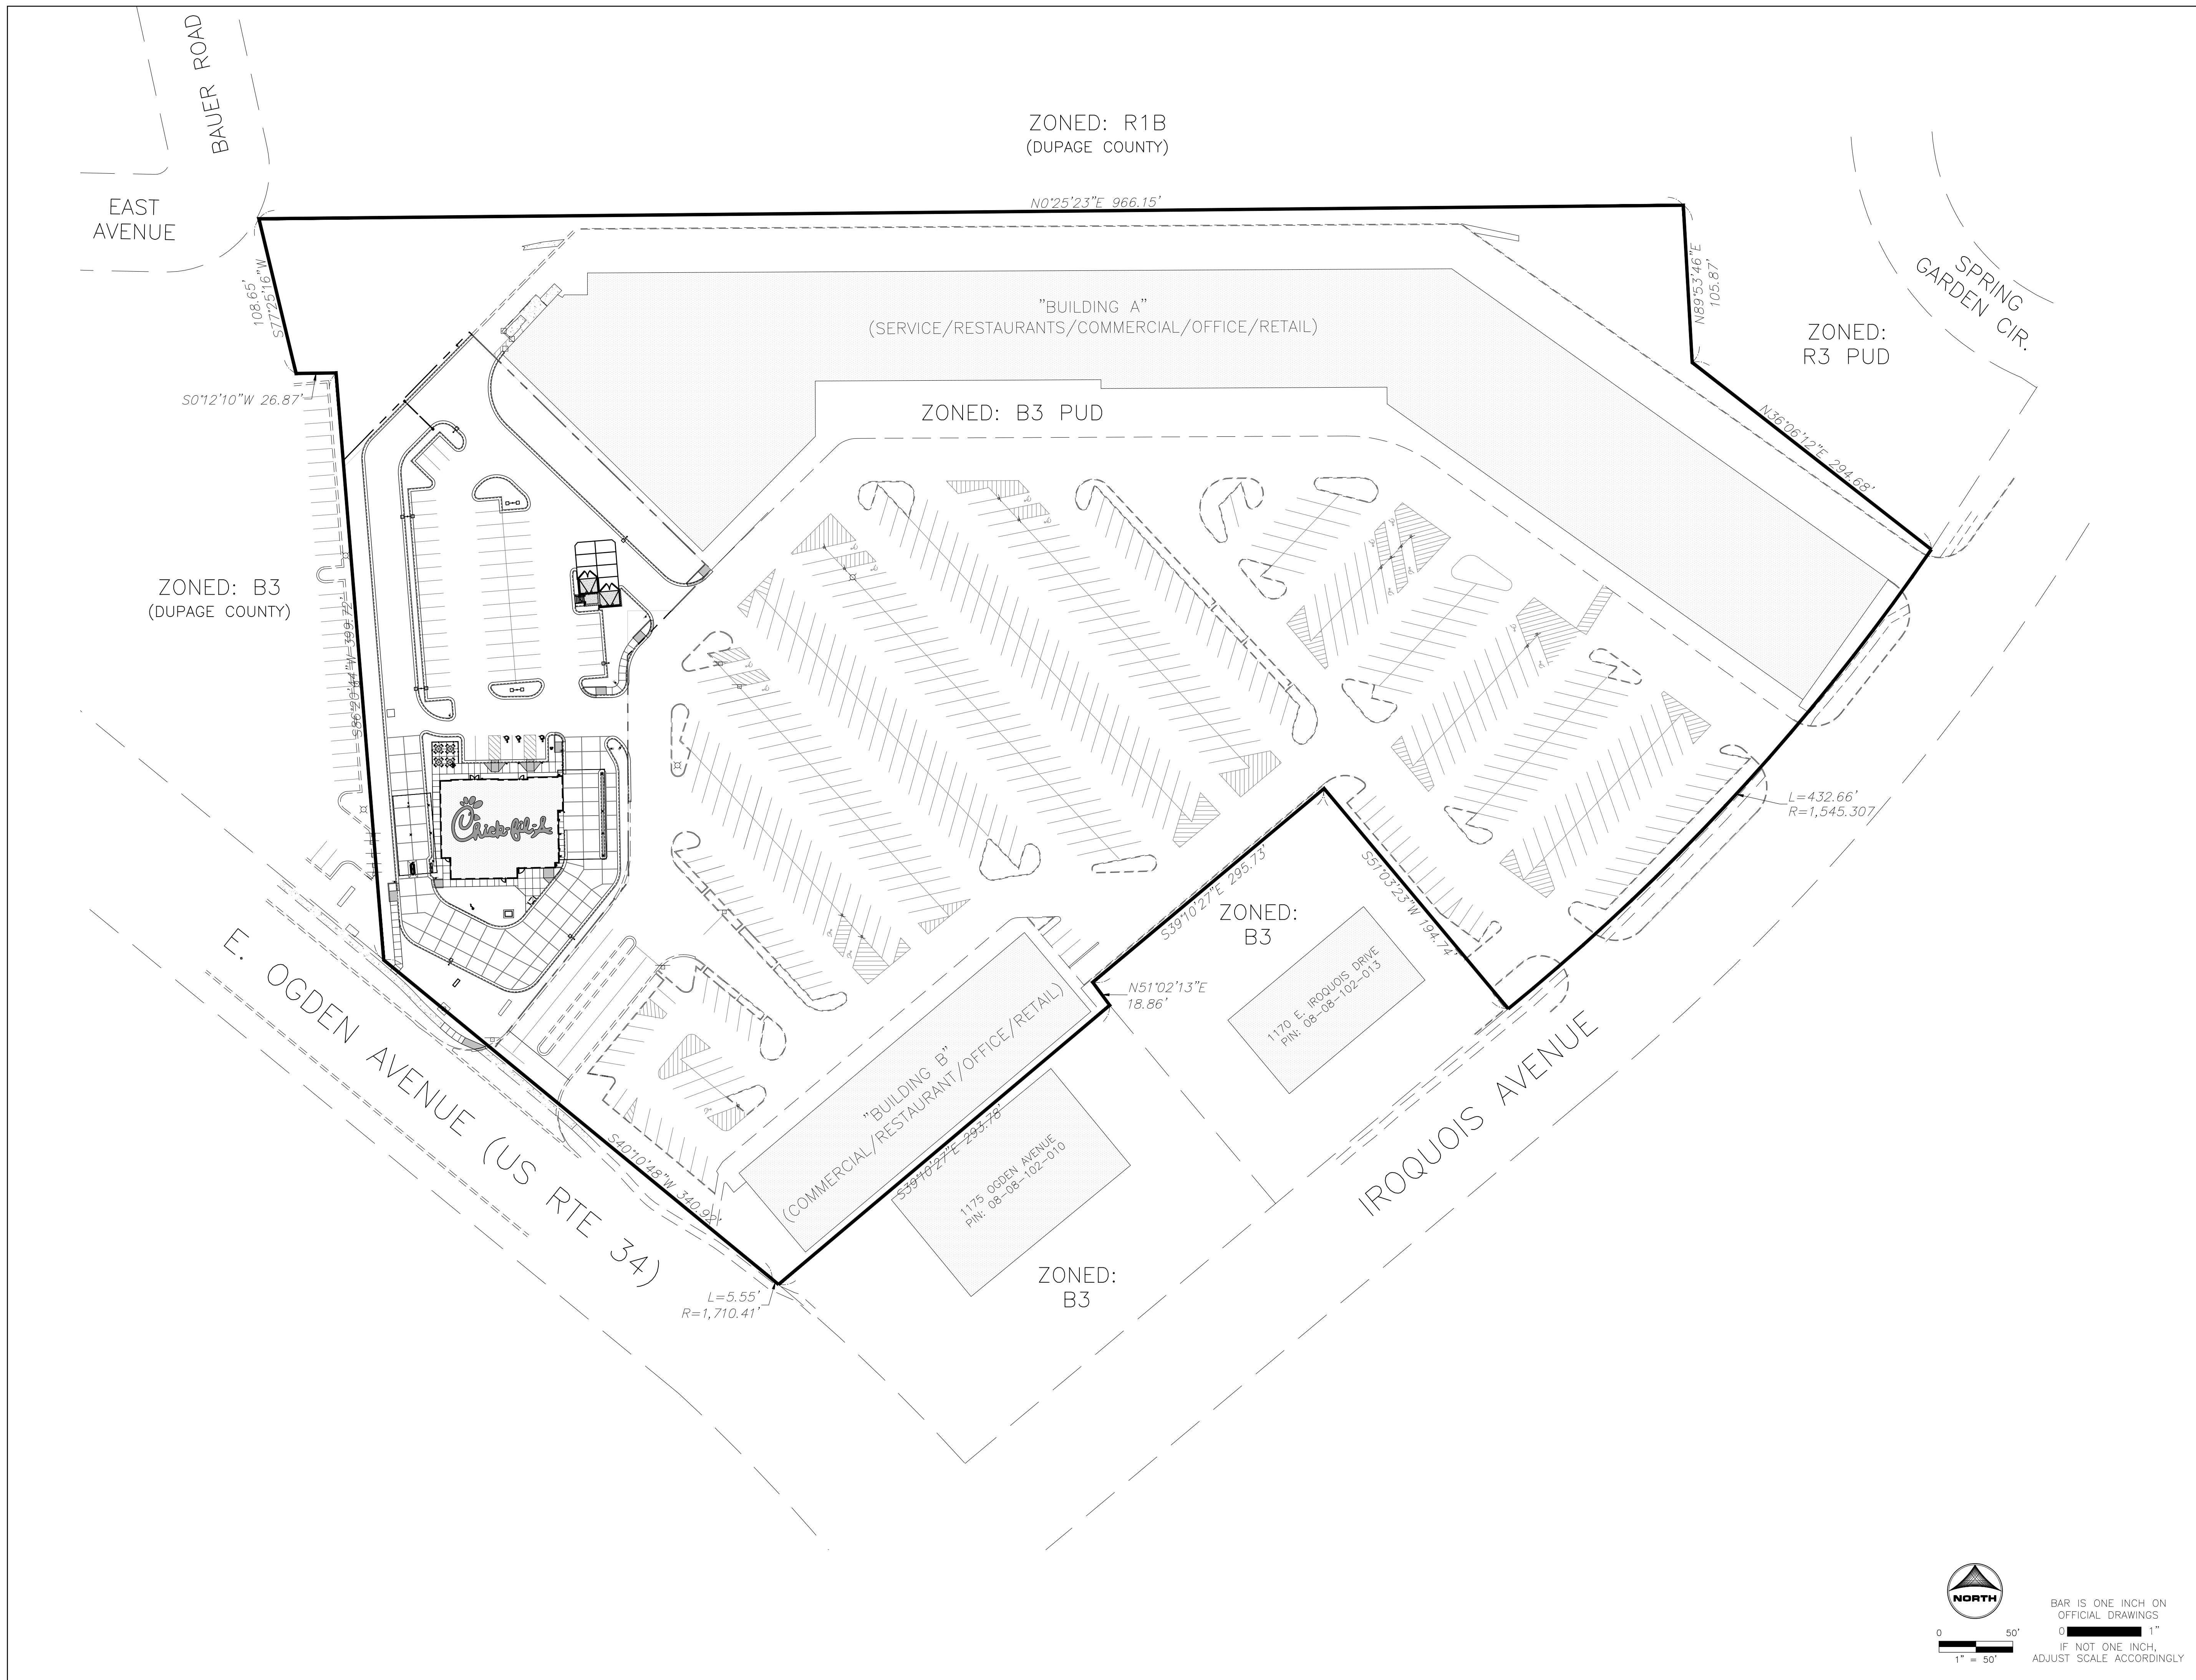 BAUER ROAD
EAST
AVENUE
ZONED: R1B
(DUPAGE COUNTY)
N0°25'23"E 966.15'
108.65'
S77°25'16"W
S0°12'10"W 26.87'
"BUILDING A"
(SERVICE/RESTAURANTS/COMMERCIAL/OFFICE/RETAIL)
ZONED: B3 PUD
N89°53'46"E
105.87'
SPRING
GARDEN CIR.
ZONED:
R3 PUD
N36°06'12"E 294.68'
ZONED: B3
(DUPAGE COUNTY)
S86°20'44"W 399.72'
Chick-fil-A
L=432.66'
R=1,545.307
S39°10'27"E 295.73'
S51°03'23"W 194.74'
ZONED:
B3
N51°02'13"E
18.86'
1170 E. IROQUOIS DRIVE
PIN: 08-08-102-013
E. OGDEN AVENUE (US RTE 34)
"BUILDING B"
(COMMERCIAL/RESTAURANT/OFFICE/RETAIL)
S39°10'27"E 293.78'
1175 OGDEN AVENUE
PIN: 08-08-102-010
S40°10'48"W 340.92'
IROQUOIS AVENUE
L=5.55'
R=1,710.41'
ZONED:
B3
NORTH
0 50'
1" = 50'
BAR IS ONE INCH ON
OFFICIAL DRAWINGS
0 1"
IF NOT ONE INCH,
ADJUST SCALE ACCORDINGLY